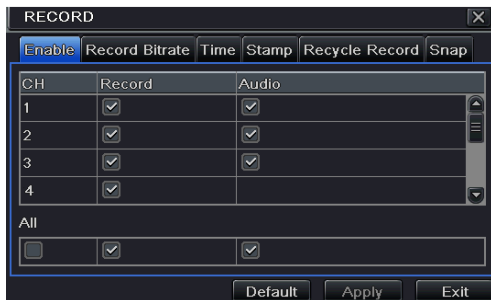 RECORD
Enable Record Bitrate Time Stamp Recycle Record Snap
CH Record Audio
1
2
3
4
All
Default Apply Exit